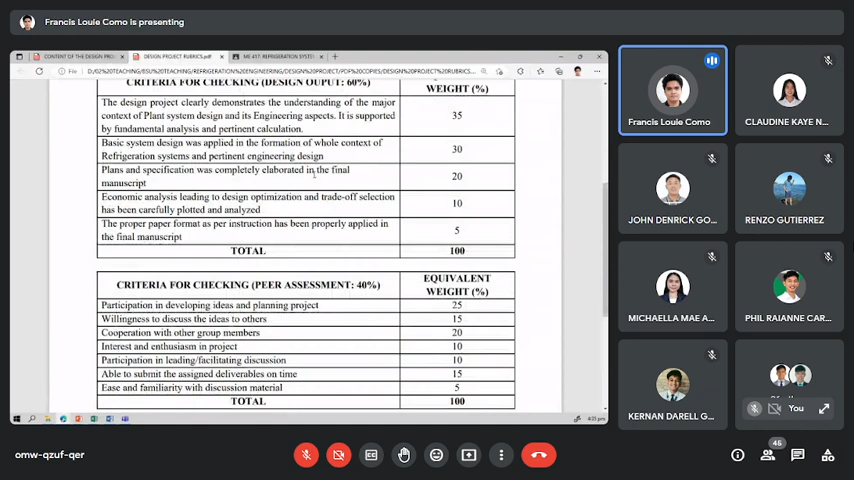 Francis Louie Como is presenting
CONTENT OF THE DESIGN PROJ
DESIGN PROJECT RUBRICS.pdf
ME 417- REFRIGERATION SYSTEM
File
CRITERIA FOR CHECKING (DESIGN OUPUT: 60%)
WEIGHT (%)
The design project clearly demonstrates the understanding of the major
context of Plant system design and its Engineering aspects. It is supported
by fundamental analysis and pertinent calculation.
35
Basic system design was applied in the formation of whole context of
Refrigeration systems and pertinent engineering design
30
Plans and specification was completely elaborated in the final
manuscript
20
Economic analysis leading to design optimization and trade-off selection
has been carefully plotted and analyzed
10
The proper paper format as per instruction has been properly applied in
the final manuscript
5
TOTAL 100
CRITERIA FOR CHECKING (PEER ASSESSMENT: 40%)
EQUIVALENT
WEIGHT (%)
Participation in developing ideas and planning project 25
Willingness to discuss the ideas to others 15
Cooperation with other group members 20
Interest and enthusiasm in project 10
Participation in leading/facilitating discussion 10
Able to submit the assigned deliverables on time 15
Ease and familiarity with discussion material 5
TOTAL 100
Francis Louie Como
CLAUDINE KAYE N...
JOHN DENRICK GO...
RENZO GUTIERREZ
MICHAELLA MAE A...
PHIL RAIANNE CAR...
KERNAN DARELL G...
You
omw-qzuf-qer